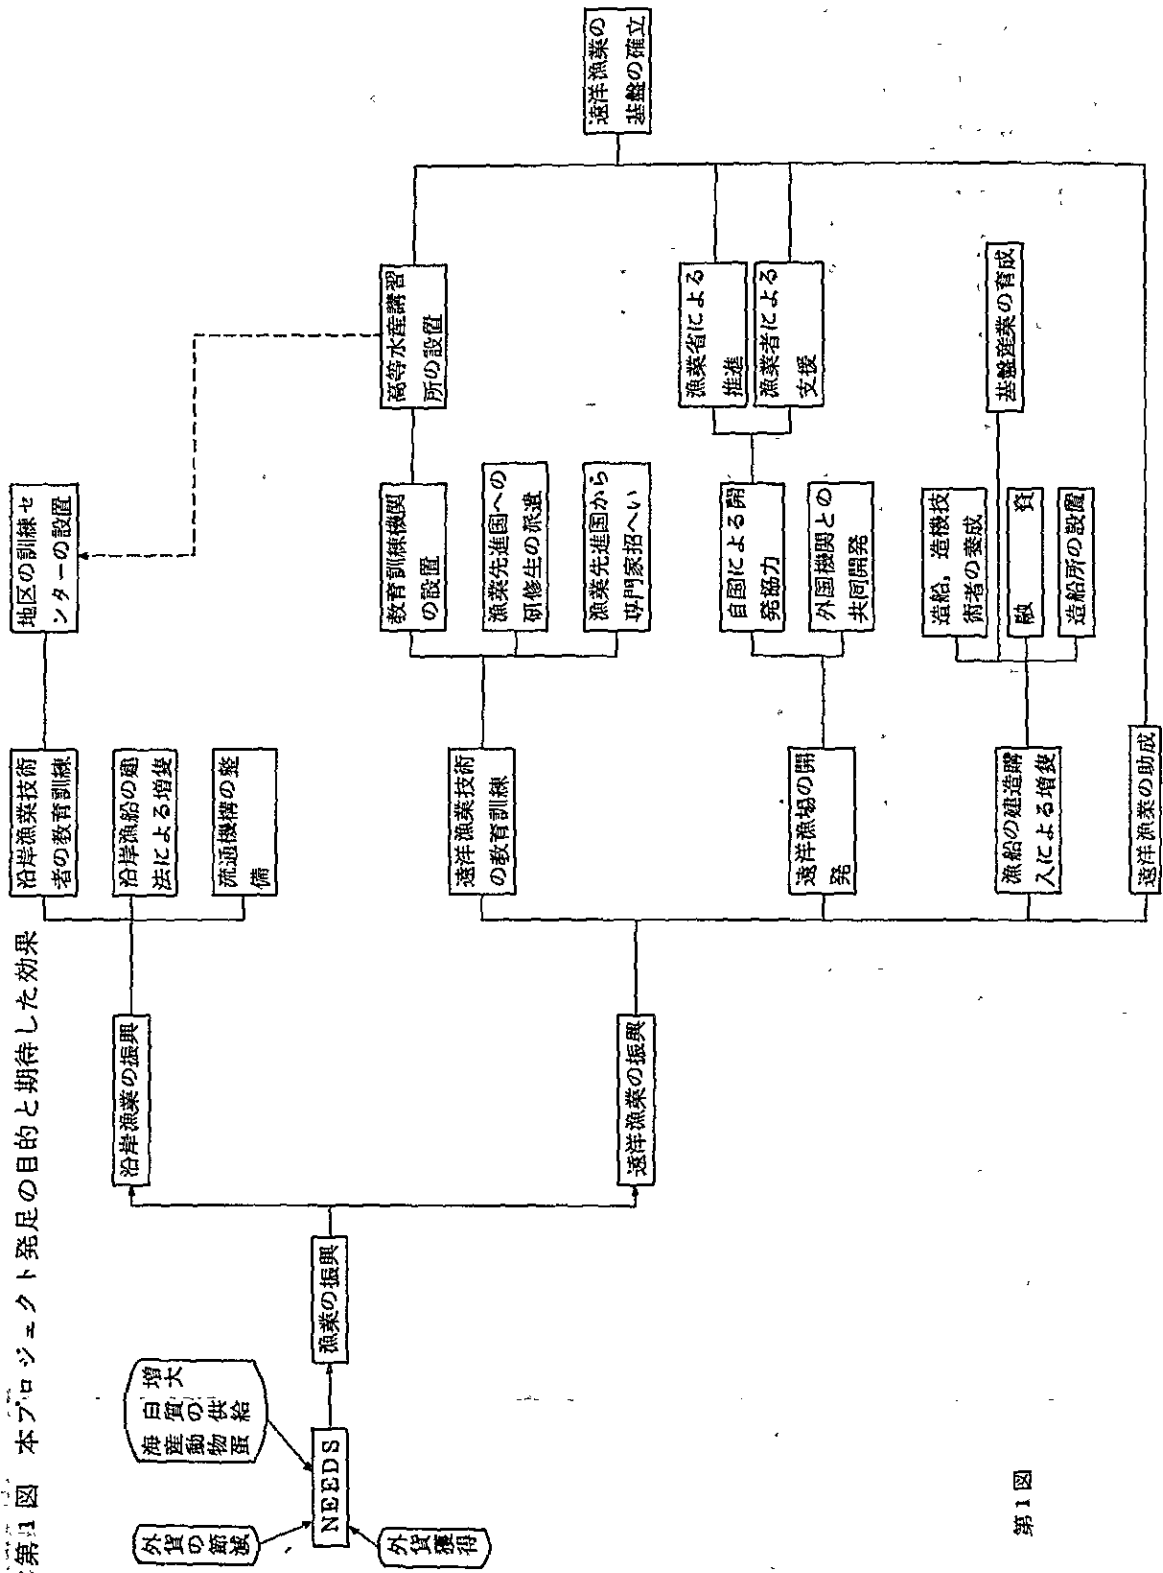 第1図 本プロジェクト発足の目的と期待した効果
外貨の節減
海産動物蛋
白質の供給
増大
外貨獲得
NEEDS
漁業の振興
沿岸漁業の振興
沿岸漁業技術
者の教育訓練
地区の訓練セ
ンターの設置
沿岸漁船の建
法による増鋑
流通機構の整
備
遠洋漁業の振興
遠洋漁業技術
の教育訓練
教育訓練機関
の設置
高等水産講習
所の設置
漁業先進国への
研修生の派遣
漁業先進国から
専門家招へい
遠洋漁場の開
発
自国による開
発協力
漁業省による
推進
漁業者による
支援
外国機関との
共同開発
漁船の建造購
入による増鋑
造船,造機技
術者の養成
融資
造船所の設置
基盤産業の育成
遠洋漁業の助成
遠洋漁業の
基盤の確立
第1図